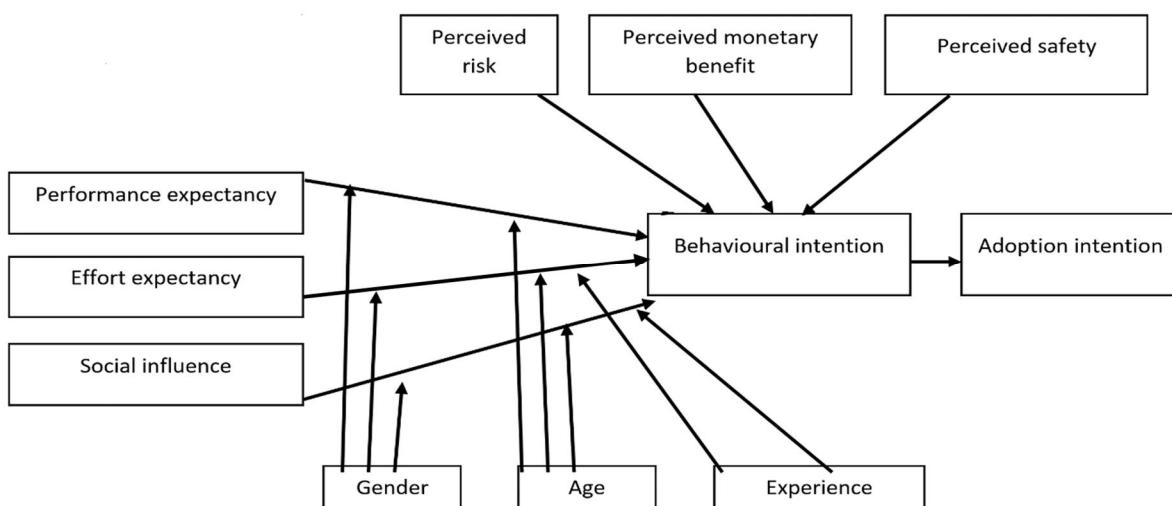 Perceived
risk
Perceived monetary
benefit
Perceived safety
Performance expectancy
Behavioural intention
Adoption intention
Effort expectancy
Social influence
Gender
Age
Experience